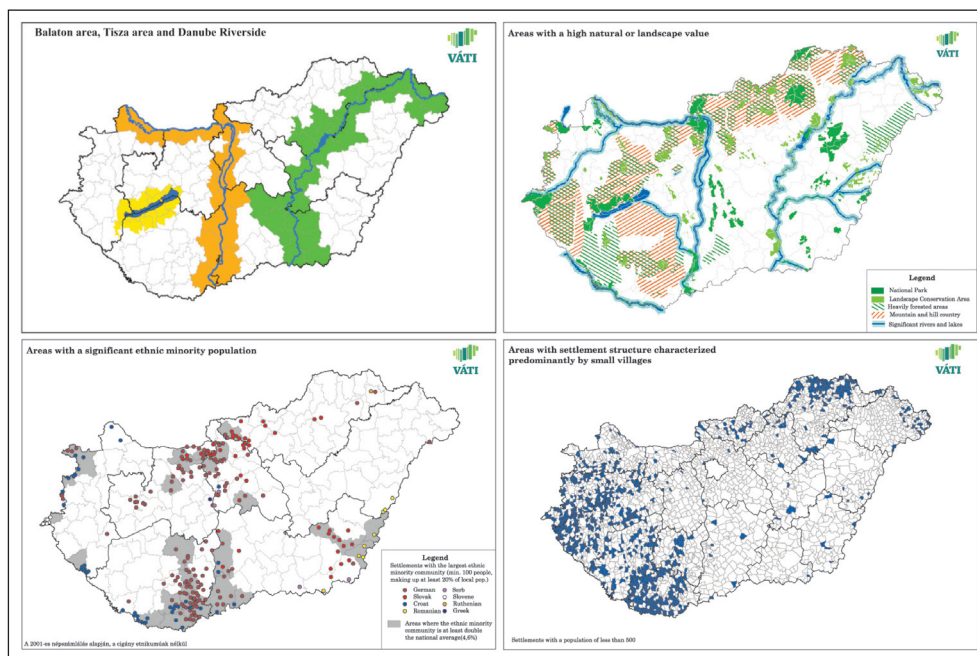 Balaton area, Tisza area and Danube Riverside
VÁTI
Areas with a high natural or landscape value
VÁTI
Legend
National Park
Landscape Conservation Area
Heavily forested areas
Mountain and hill country
Significant rivers and lakes
Areas with a significant ethnic minority population
VÁTI
Legend
Settlements with the largest ethnic
minority community (min. 100 people,
making up at least 20% of local pop.)
German Serb
Slovak Slovene
Croat Ruthenian
Romanian Greek
Areas where the ethnic minority
community is at least double
the national average(4,6%)
A 2001-es népszámlálás alapján, a cigány etnikumúak nélkül
Areas with settlement structure characterized
predominantly by small villages
VÁTI
Settlements with a population of less than 500